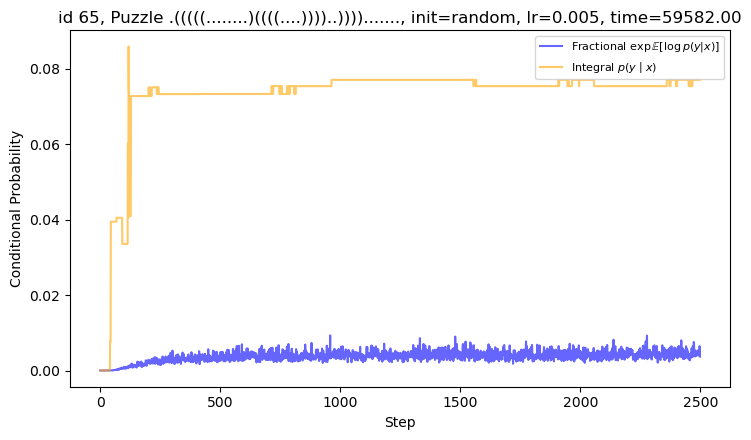 id 65, Puzzle .(((((........)((((....))))..))))......., init=random, lr=0.005, time=59582.00
Fractional exp𝔼[log p(y|x)]
Integral p(y | x)
Conditional Probability
0.08
0.06
0.04
0.02
0.00
0
500
1000
1500
2000
2500
Step